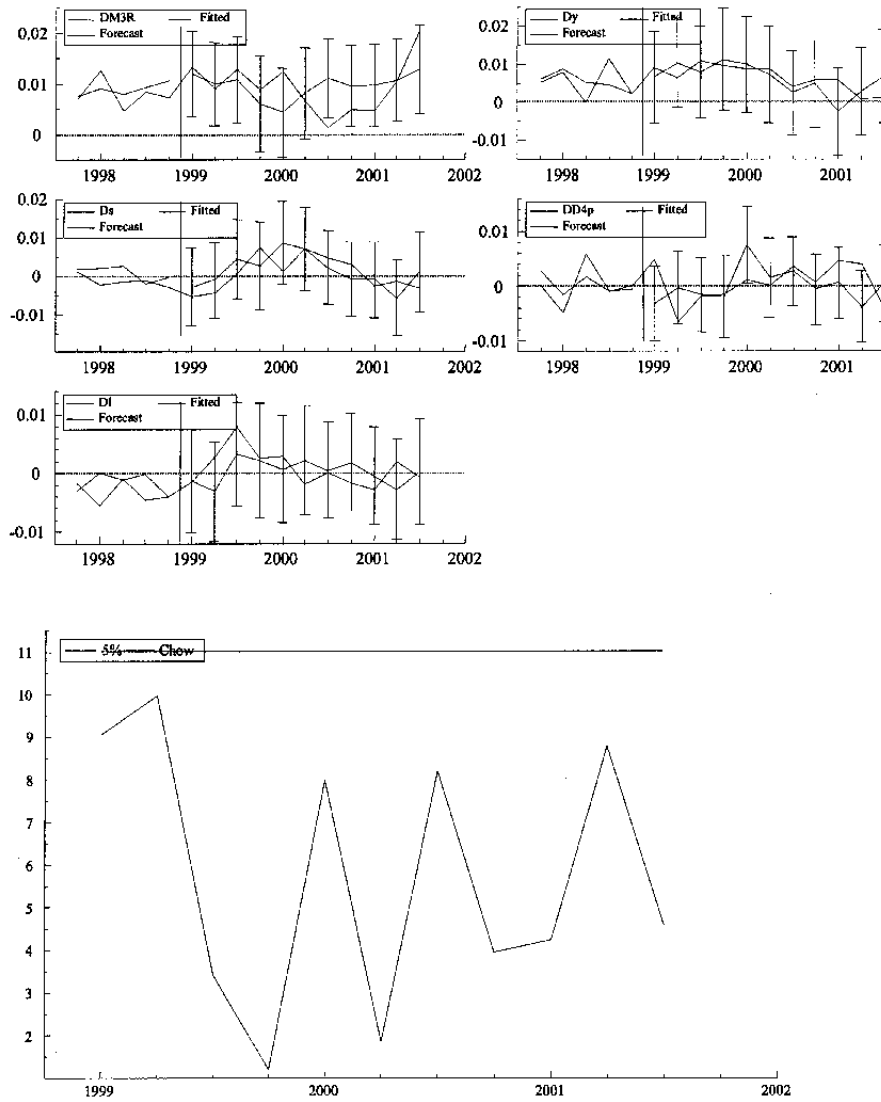 DM3R Fitted
Forecast
0.02
0.01
0
1998 1999 2000 2001 2002
Dy Fitted
Forecast
0.02
0.01
0
-0.01
1998 1999 2000 2001
Ds Fitted
Forecast
0.02
0.01
0
-0.01
1998 1999 2000 2001 2002
DD4p Fitted
Forecast
0.01
0
-0.01
1998 1999 2000 2001
Dl Fitted
Forecast
0.01
0
-0.01
1998 1999 2000 2001 2002
5% Chow
11
10
9
8
7
6
5
4
3
2
1999 2000 2001 2002